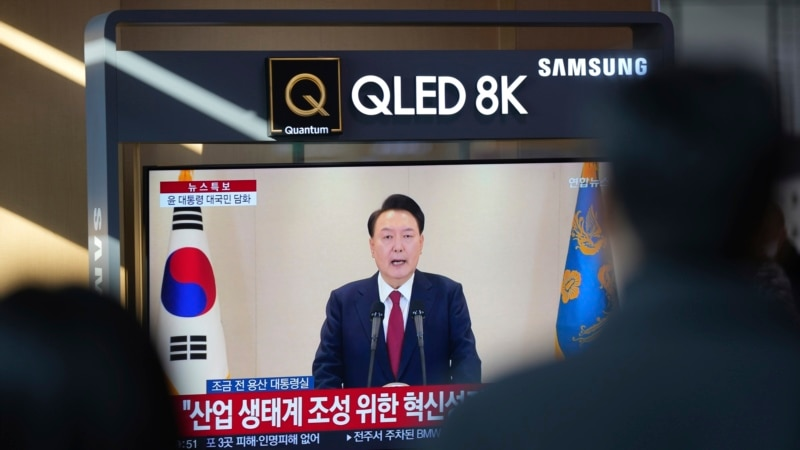 Q
Quantum
QLED 8K
SAMSUNG
뉴스특보
윤 대통령 대국민 담화
연합뉴스
SAM
조금 전 용산 대통령실
"산업 생태계 조성 위한 혁신성
:51 포 3곳 피해·인명피해 없어 ▶전주서 주차된 BMW